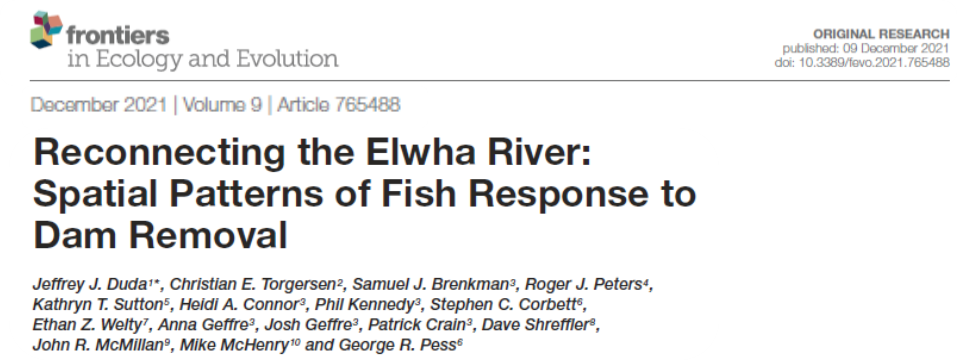 frontiers
in Ecology and Evolution
ORIGINAL RESEARCH
published: 09 December 2021
doi: 10.3389/fevo.2021.765488
December 2021 | Volume 9 | Article 765488
Reconnecting the Elwha River:
Spatial Patterns of Fish Response to
Dam Removal
Jeffrey J. Duda¹*, Christian E. Torgersen², Samuel J. Brenkman³, Roger J. Peters⁴,
Kathryn T. Sutton⁵, Heidi A. Connor³, Phil Kennedy³, Stephen C. Corbett⁶,
Ethan Z. Welty⁷, Anna Geffre³, Josh Geffre³, Patrick Crain³, Dave Shreffler⁸,
John R. McMillan⁹, Mike McHenry¹⁰ and George R. Pess⁶